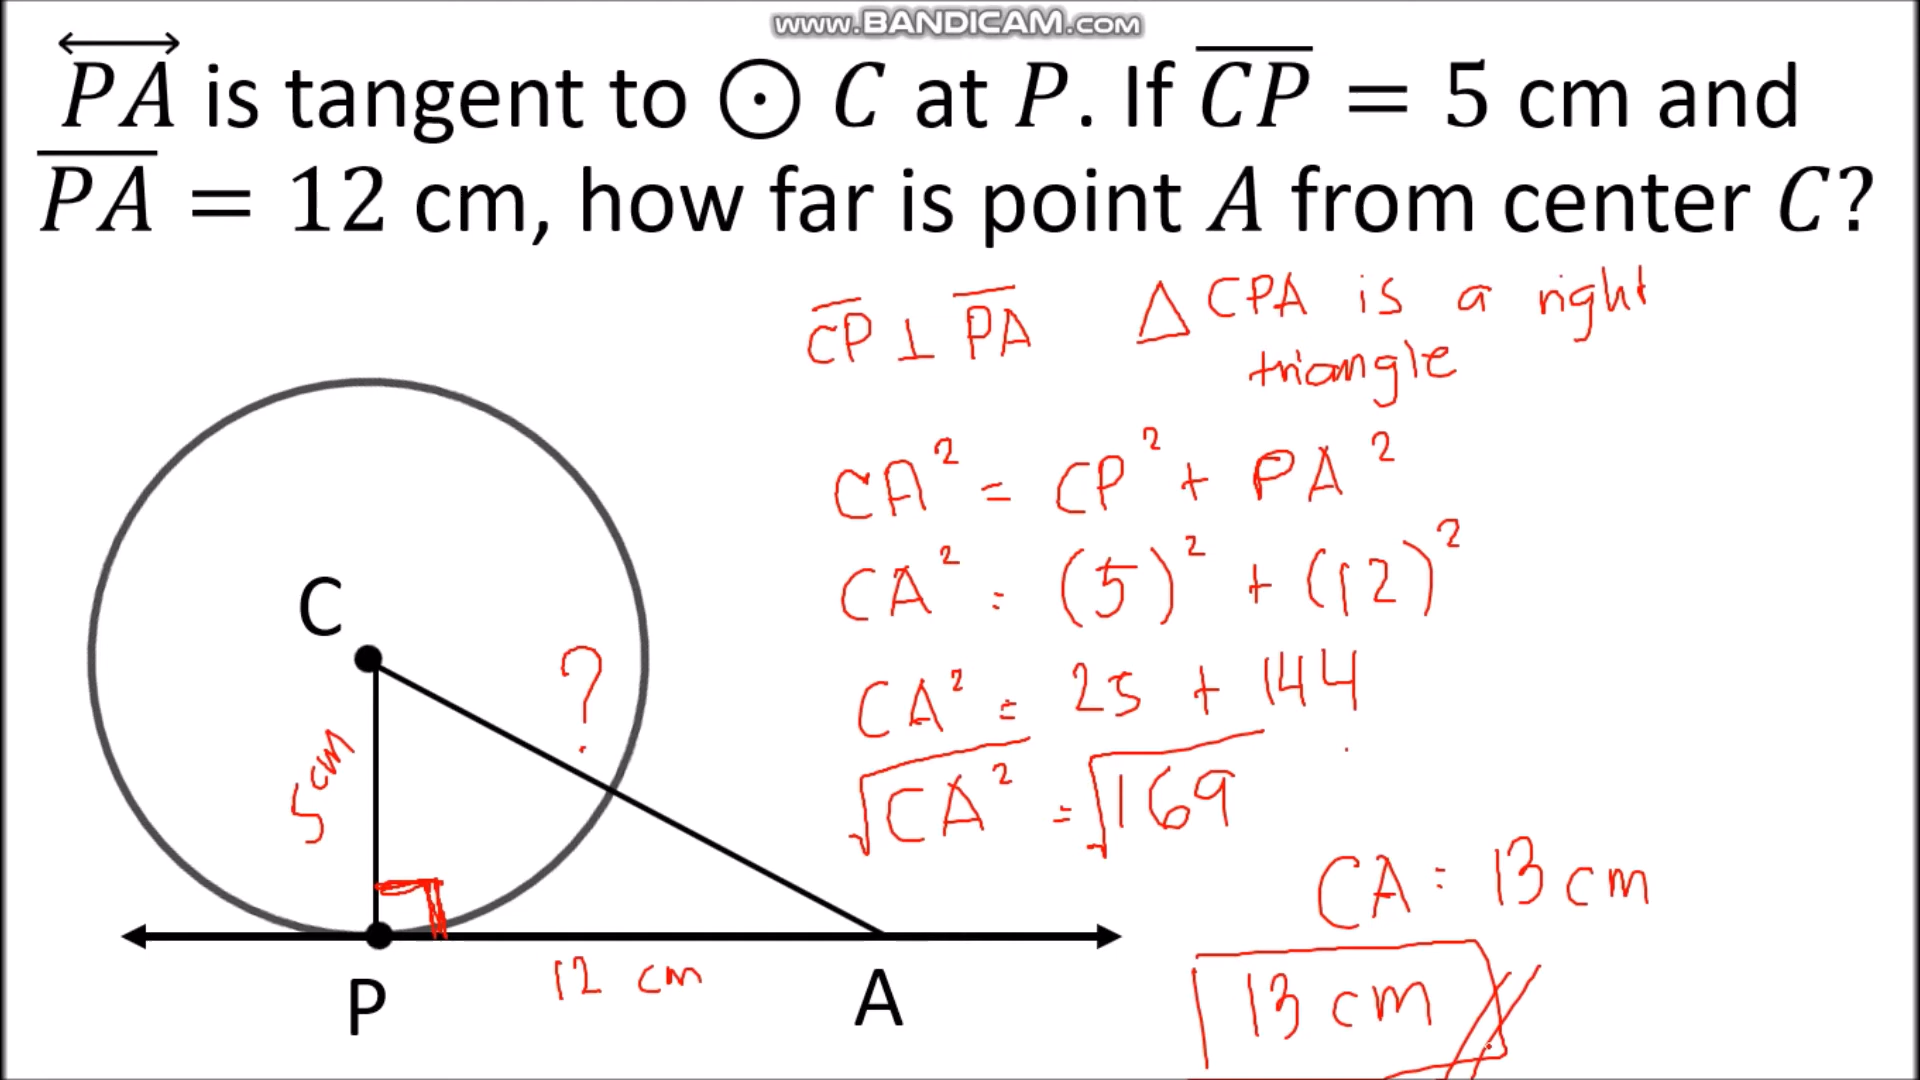 www.BANDICAM.com
PA is tangent to ⊙ C at P. If CP = 5 cm and
PA = 12 cm, how far is point A from center C?
CP ⊥ PA △ CPA is a right
triangle
CA² = CP² + PA²
CA² = (5)² + (12)²
C
?
CA² = 25 + 144
5 cm
√CA² = √169
CA = 13 cm
12 cm
P
A
13 cm